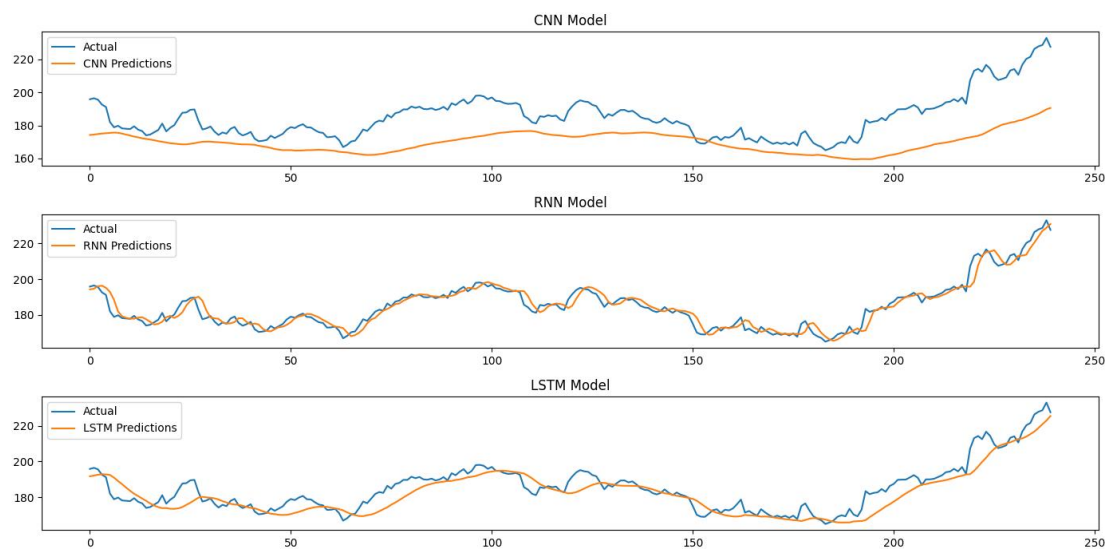 CNN Model
Actual
CNN Predictions
220
200
180
160
0 50 100 150 200 250
RNN Model
Actual
RNN Predictions
220
200
180
0 50 100 150 200 250
LSTM Model
Actual
LSTM Predictions
220
200
180
0 50 100 150 200 250